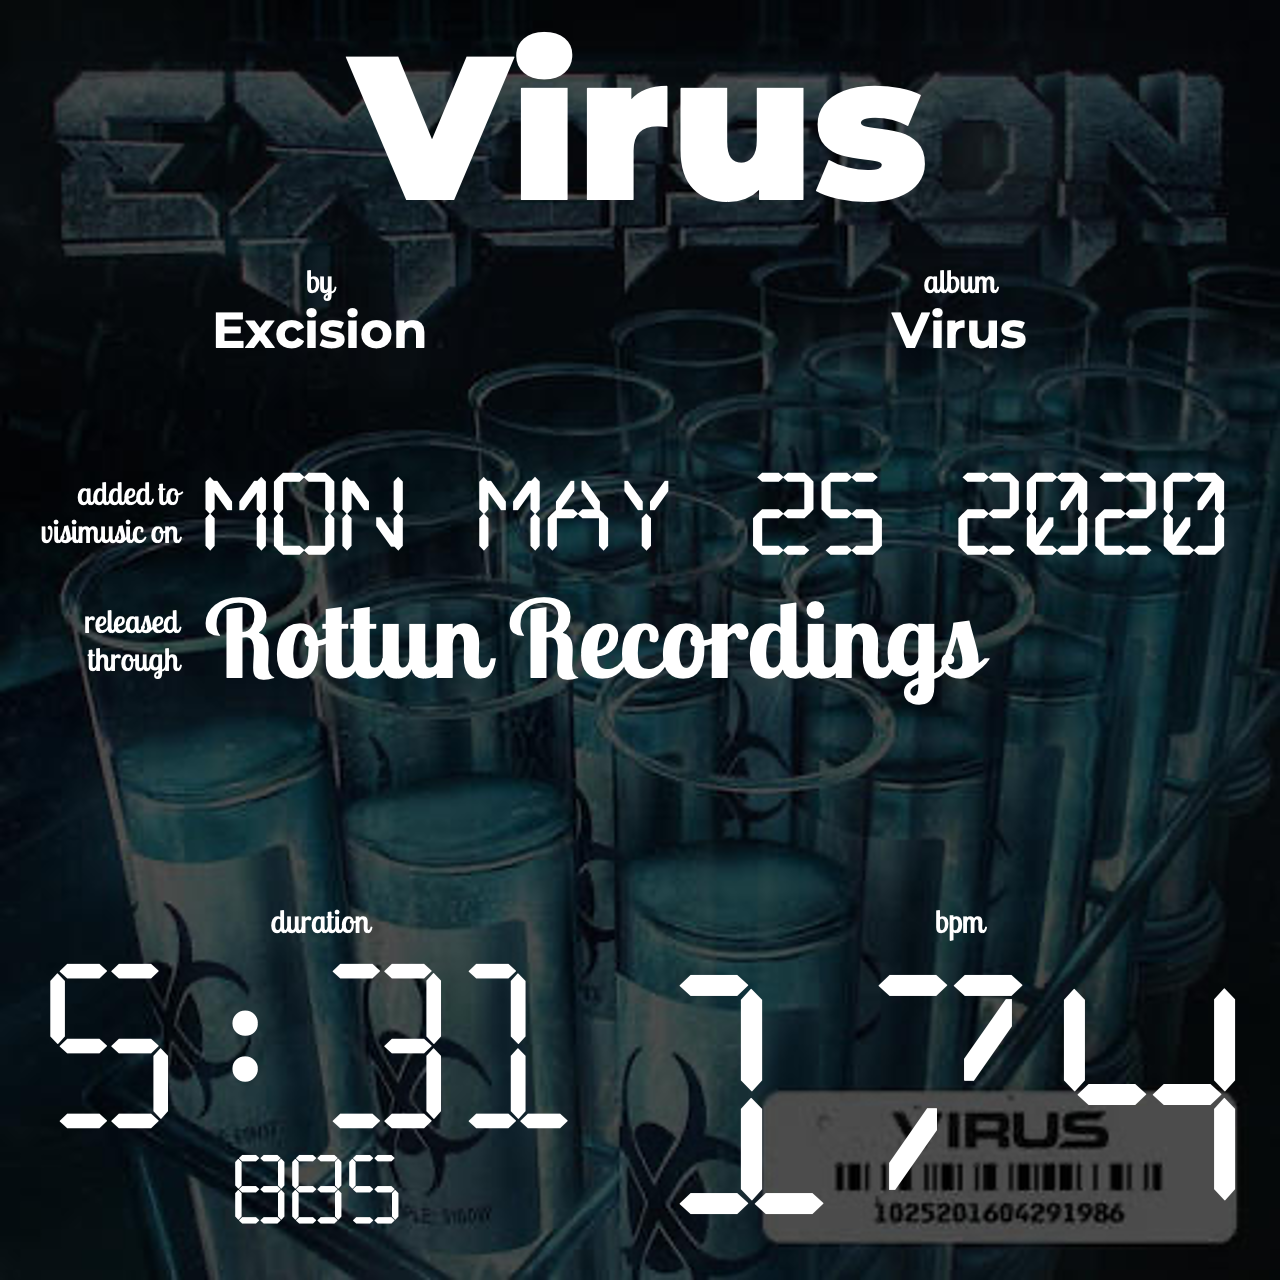 EXCISION
Virus
by
Excision
album
Virus
added to
visimusic on
MON MAY 25 2020
released
through
Rottun Recordings
duration
5:31
885
bpm
174
VIRUS
1025201604291986